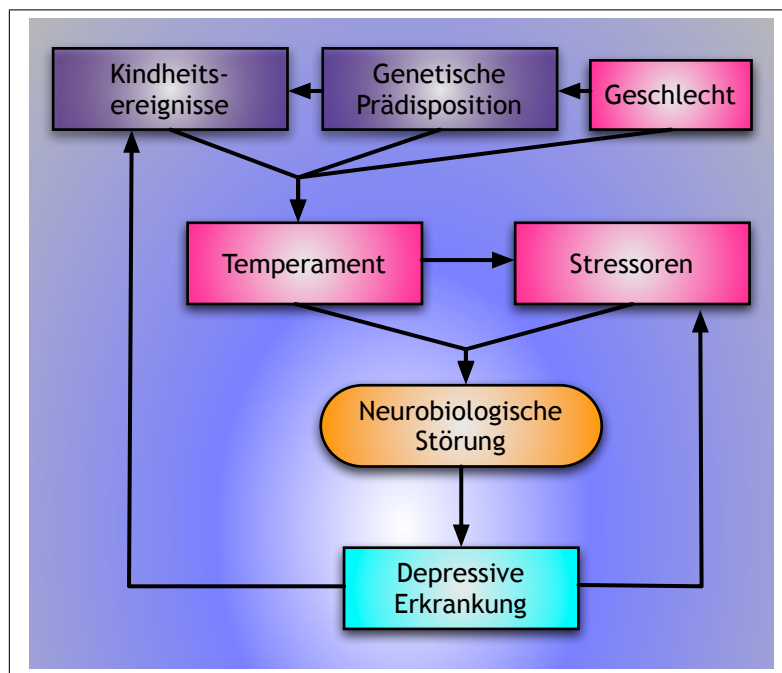 Kindheits-
ereignisse
Genetische
Prädisposition
Geschlecht
Temperament
Stressoren
Neurobiologische
Störung
Depressive
Erkrankung